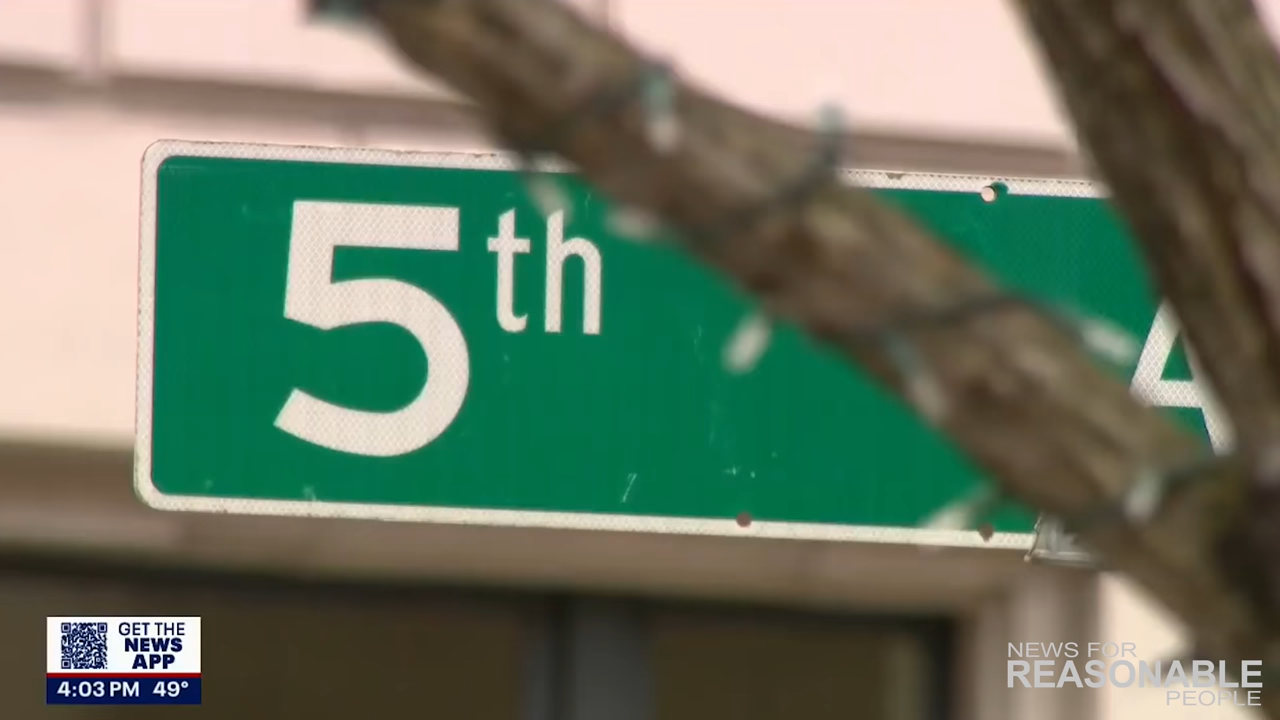 5th A
GET THE
NEWS
APP
4:03 PM 49°
NEWS FOR
REASONABLE
PEOPLE